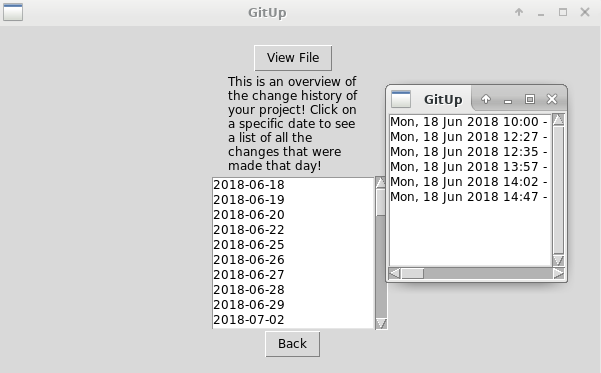 GitUp
View File
This is an overview of
the change history of
your project! Click on
a specific date to see
a list of all the
changes that were
made that day!
2018-06-18
2018-06-19
2018-06-20
2018-06-22
2018-06-25
2018-06-26
2018-06-27
2018-06-28
2018-06-29
2018-07-02
Back
GitUp
Mon, 18 Jun 2018 10:00 -
Mon, 18 Jun 2018 12:27 -
Mon, 18 Jun 2018 12:35 -
Mon, 18 Jun 2018 13:57 -
Mon, 18 Jun 2018 14:02 -
Mon, 18 Jun 2018 14:47 -